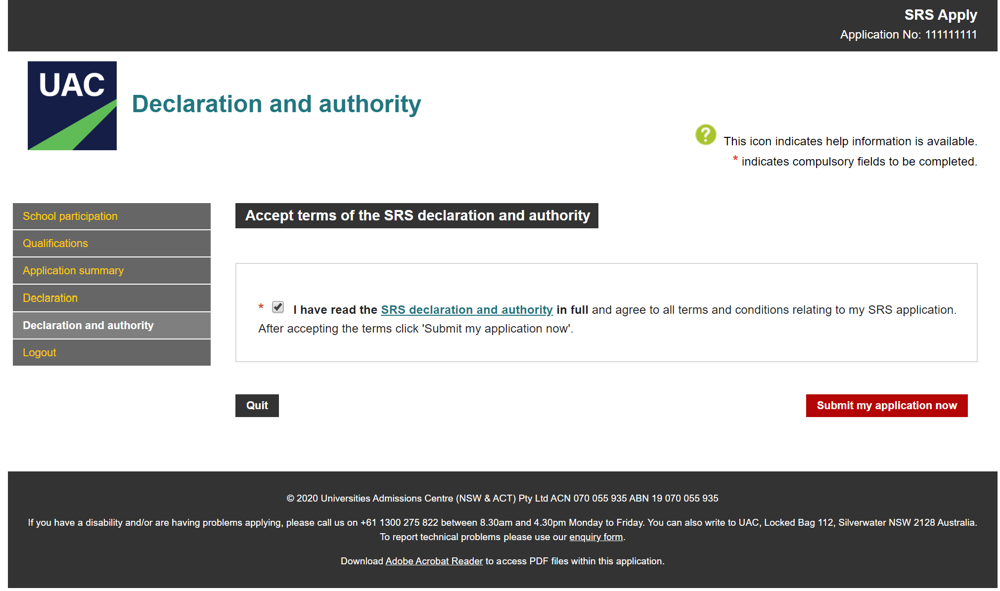 SRS Apply
Application No: 111111111
UAC
Declaration and authority
? This icon indicates help information is available.
* indicates compulsory fields to be completed.
School participation
Qualifications
Application summary
Declaration
Declaration and authority
Logout
Accept terms of the SRS declaration and authority
* I have read the SRS declaration and authority in full and agree to all terms and conditions relating to my SRS application.
After accepting the terms click 'Submit my application now'.
Quit
Submit my application now
© 2020 Universities Admissions Centre (NSW & ACT) Pty Ltd ACN 070 055 935 ABN 19 070 055 935
If you have a disability and/or are having problems applying, please call us on +61 1300 275 822 between 8.30am and 4.30pm Monday to Friday. You can also write to UAC, Locked Bag 112, Silverwater NSW 2128 Australia.
To report technical problems please use our enquiry form.
Download Adobe Acrobat Reader to access PDF files within this application.